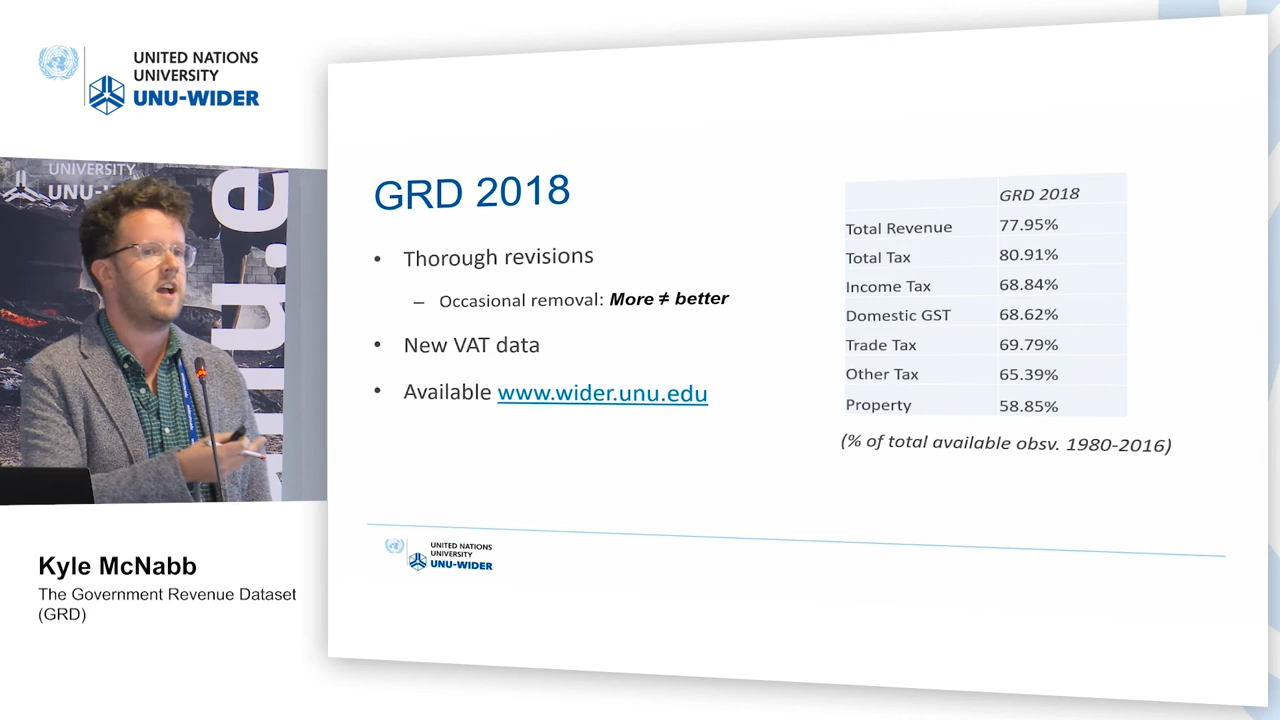 UNITED NATIONS
UNIVERSITY
UNU-WIDER
UNIVERSITY
UNU-
u.e
Kyle McNabb
The Government Revenue Dataset
(GRD)
GRD 2018
• Thorough revisions
– Occasional removal: More ≠ better
• New VAT data
• Available www.wider.unu.edu
GRD 2018
Total Revenue 77.95%
Total Tax 80.91%
Income Tax 68.84%
Domestic GST 68.62%
Trade Tax 69.79%
Other Tax 65.39%
Property 58.85%
(% of total available obsv. 1980-2016)
UNITED NATIONS
UNIVERSITY
UNU-WIDER